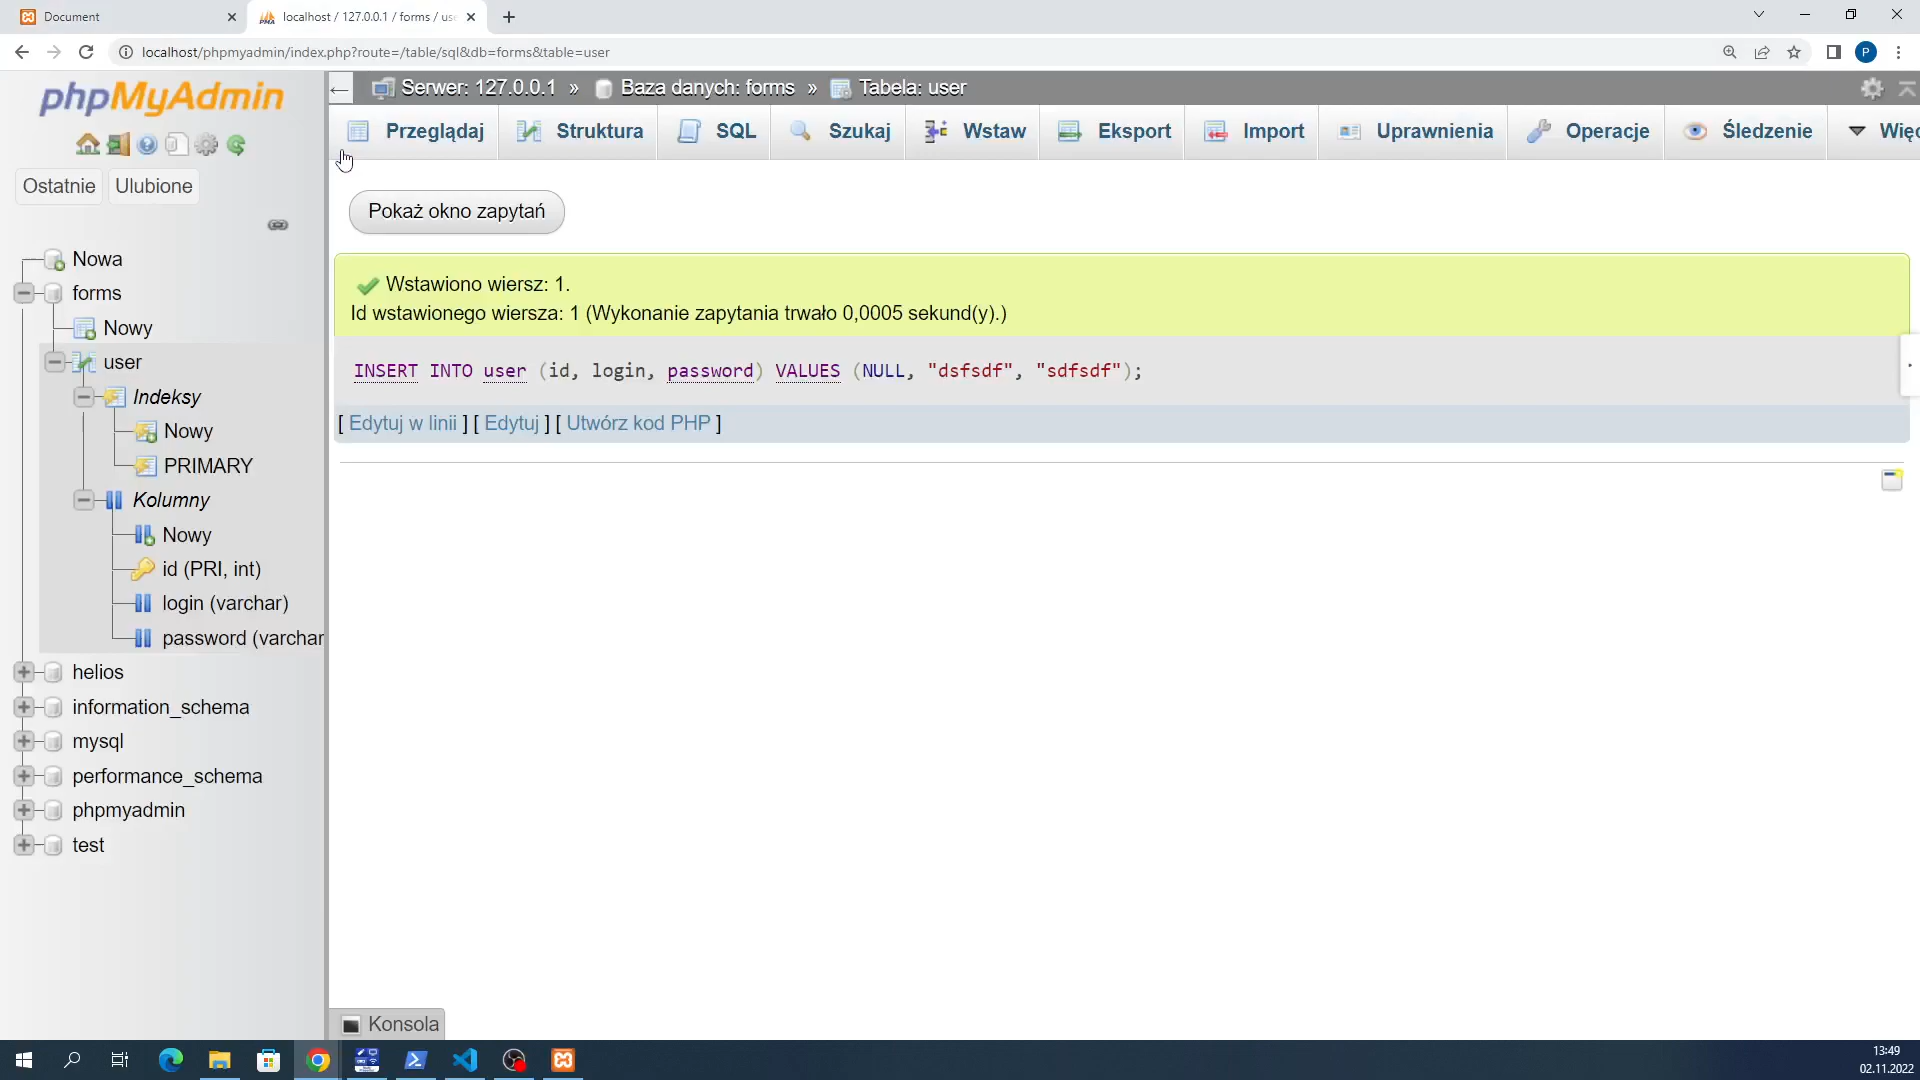 Document
localhost / 127.0.0.1 / forms / use
localhost/phpmyadmin/index.php?route=/table/sql&db=forms&table=user
P
phpMyAdmin
Ostatnie
Ulubione
Nowa
forms
Nowy
user
Indeksy
Nowy
PRIMARY
Kolumny
Nowy
id (PRI, int)
login (varchar)
password (varchar
helios
information_schema
mysql
performance_schema
phpmyadmin
test
Serwer: 127.0.0.1 » Baza danych: forms » Tabela: user
Przeglądaj
Struktura
SQL
Szukaj
Wstaw
Eksport
Import
Uprawnienia
Operacje
Śledzenie
Więc
Pokaż okno zapytań
Wstawiono wiersz: 1.
Id wstawionego wiersza: 1 (Wykonanie zapytania trwało 0,0005 sekund(y).)
INSERT INTO user (id, login, password) VALUES (NULL, "dsfsdf", "sdfsdf");
[ Edytuj w linii ] [ Edytuj ] [ Utwórz kod PHP ]
Konsola
13:49
02.11.2022